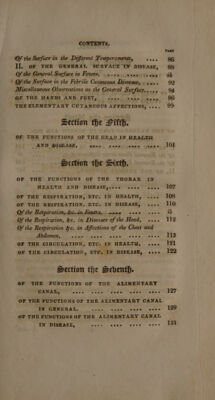 CONTENTS.
PAGE
Of the Surface in the Different Temperaments, .... 86
II. OF THE GENERAL SURFACE IN DISEASE, 88
Of the General Surface in Fevers, .... .... .... ib
Of the Surface in the Febrile Cutaneous Diseases, .... 92
Miscellaneous Observations on the General Surface, .... 94
OF THE HANDS AND FEET, .... .... .... .... 96
THE ELEMENTARY CUTANEOUS AFFECTIONS, .... 99
Section the Fifth.
OF THE FUNCTIONS OF THE HEAD IN HEALTH
AND DISEASE, .... .... .... .... .... 104
Section the Sixth.
OF THE FUNCTIONS OF THE THORAX IN
HEALTH AND DISEASE, .... .... .... .... 107
OF THE RESPIRATION, ETC. IN HEALTH, .... 108
OF THE RESPIRATION, ETC. IN DISEASE, .... 110
Of the Respiration, &c. in Fevers, .... .... .... ib
Of the Respiration, &c. in Diseases of the Head, .... 112
Of the Respiration &c. in Affections of the Chest and
Abdomen, .... .... .... .... .... .... 113
OF THE CIRCULATION, ETC. IN HEALTH, .... 121
OF THE CIRCULATION, ETC. IN DISEASE, .... 122
Section the Seventh.
OF THE FUNCTIONS OF THE ALIMENTARY
CANAL, .... .... .... .... .... .... 127
OF THE FUNCTIONS OF THE ALIMENTARY CANAL
IN GENERAL, .... .... .... .... .... 129
OF THE FUNCTIONS OF THE ALIMENTARY CANAL
IN DISEASE, .... .... .... .... .... 131